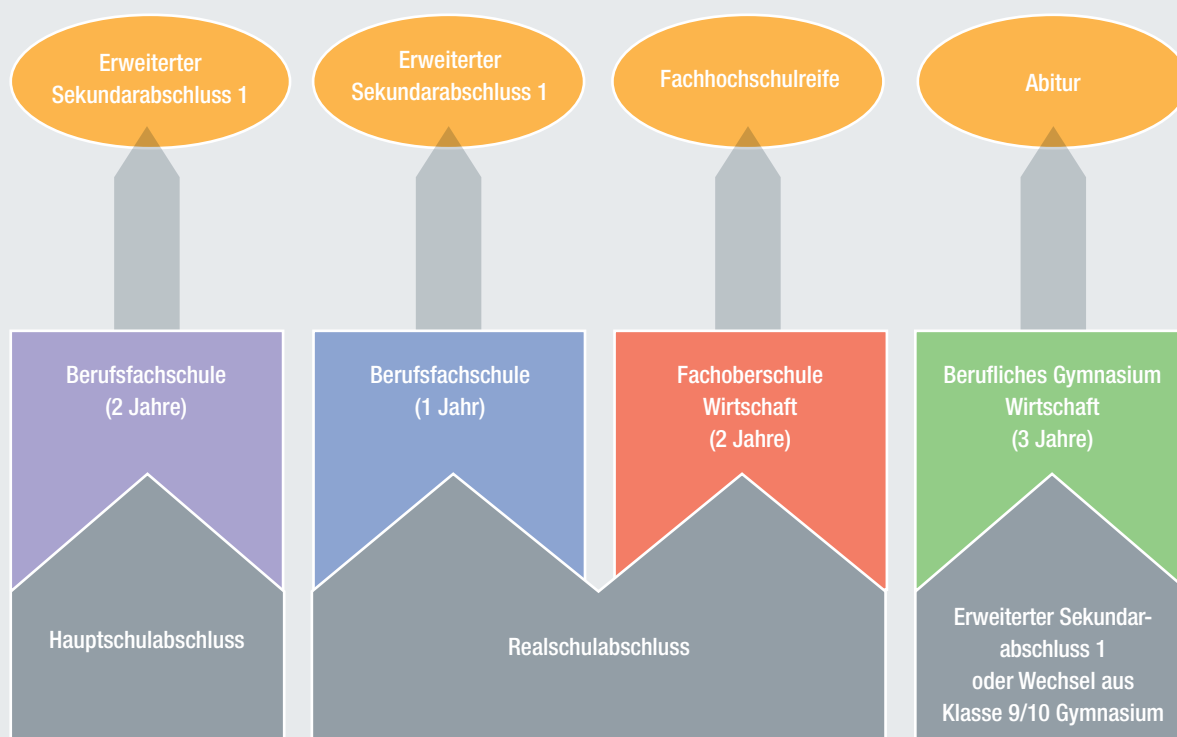 Erweiterter
Sekundarabschluss 1
Erweiterter
Sekundarabschluss 1
Fachhochschulreife
Abitur
Berufsfachschule
(2 Jahre)
Berufsfachschule
(1 Jahr)
Fachoberschule
Wirtschaft
(2 Jahre)
Berufliches Gymnasium
Wirtschaft
(3 Jahre)
Hauptschulabschluss
Realschulabschluss
Erweiterter Sekundar-
abschluss 1
oder Wechsel aus
Klasse 9/10 Gymnasium